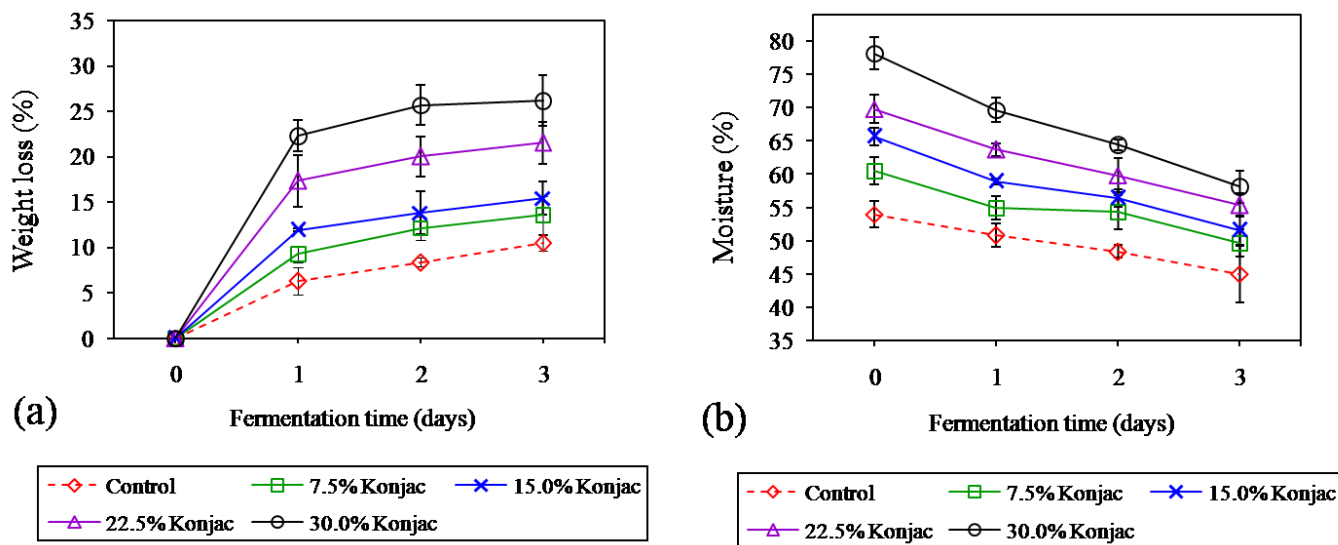 Weight loss (%)
35
30
25
20
15
10
5
0
0 1 2 3
Fermentation time (days)
(a)
Control 7.5% Konjac 15.0% Konjac
22.5% Konjac 30.0% Konjac
Moisture (%)
80
75
70
65
60
55
50
45
40
35
0 1 2 3
Fermentation time (days)
(b)
Control 7.5% Konjac 15.0% Konjac
22.5% Konjac 30.0% Konjac